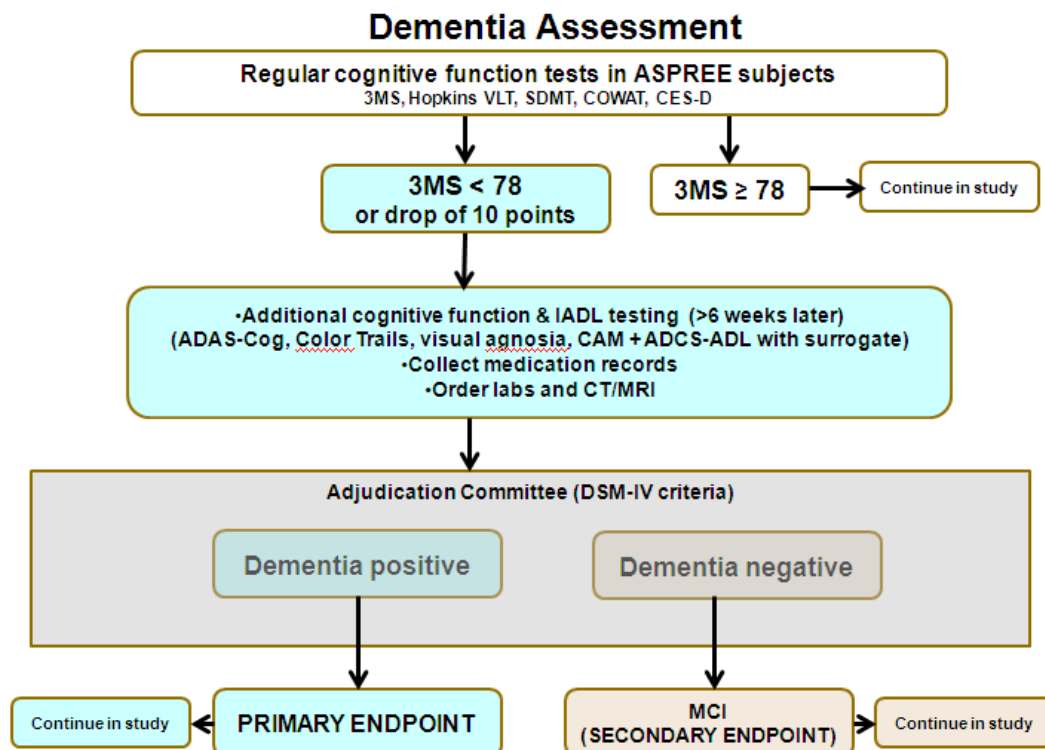 Dementia Assessment
Regular cognitive function tests in ASPREE subjects
3MS, Hopkins VLT, SDMT, COWAT, CES-D
3MS < 78
or drop of 10 points
3MS ≥ 78
Continue in study
•Additional cognitive function & IADL testing (>6 weeks later)
(ADAS-Cog, Color Trails, visual agnosia, CAM + ADCS-ADL with surrogate)
•Collect medication records
•Order labs and CT/MRI
Adjudication Committee (DSM-IV criteria)
Dementia positive
Dementia negative
Continue in study
PRIMARY ENDPOINT
MCI
(SECONDARY ENDPOINT)
Continue in study